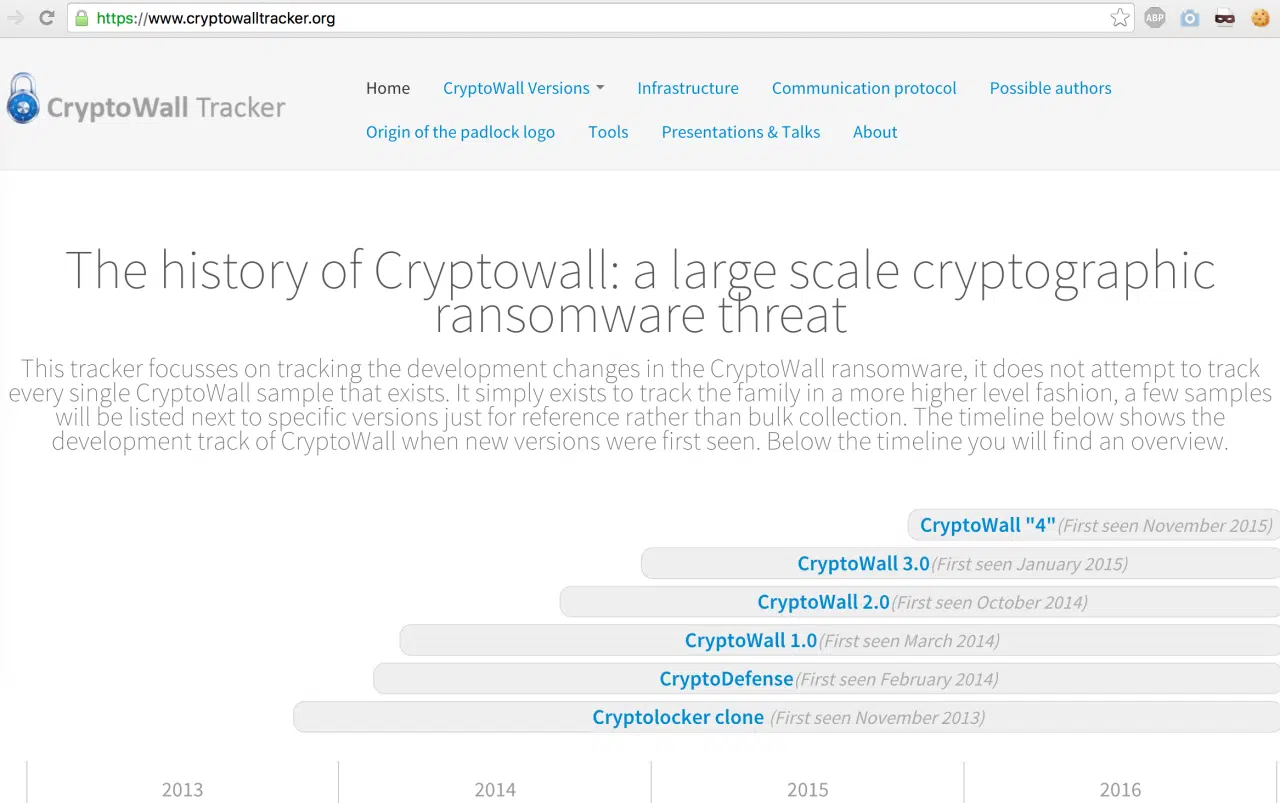 https://www.cryptowalltracker.org
ABP
CryptoWall Tracker
Home CryptoWall Versions Infrastructure Communication protocol Possible authors
Origin of the padlock logo Tools Presentations & Talks About
The history of Cryptowall: a large scale cryptographic
ransomware threat
This tracker focusses on tracking the development changes in the CryptoWall ransomware, it does not attempt to track
every single CryptoWall sample that exists. It simply exists to track the family in a more higher level fashion, a few samples
will be listed next to specific versions just for reference rather than bulk collection. The timeline below shows the
development track of CryptoWall when new versions were first seen. Below the timeline you will find an overview.
CryptoWall "4"(First seen November 2015)
CryptoWall 3.0(First seen January 2015)
CryptoWall 2.0(First seen October 2014)
CryptoWall 1.0(First seen March 2014)
CryptoDefense(First seen February 2014)
Cryptolocker clone (First seen November 2013)
2013 2014 2015 2016